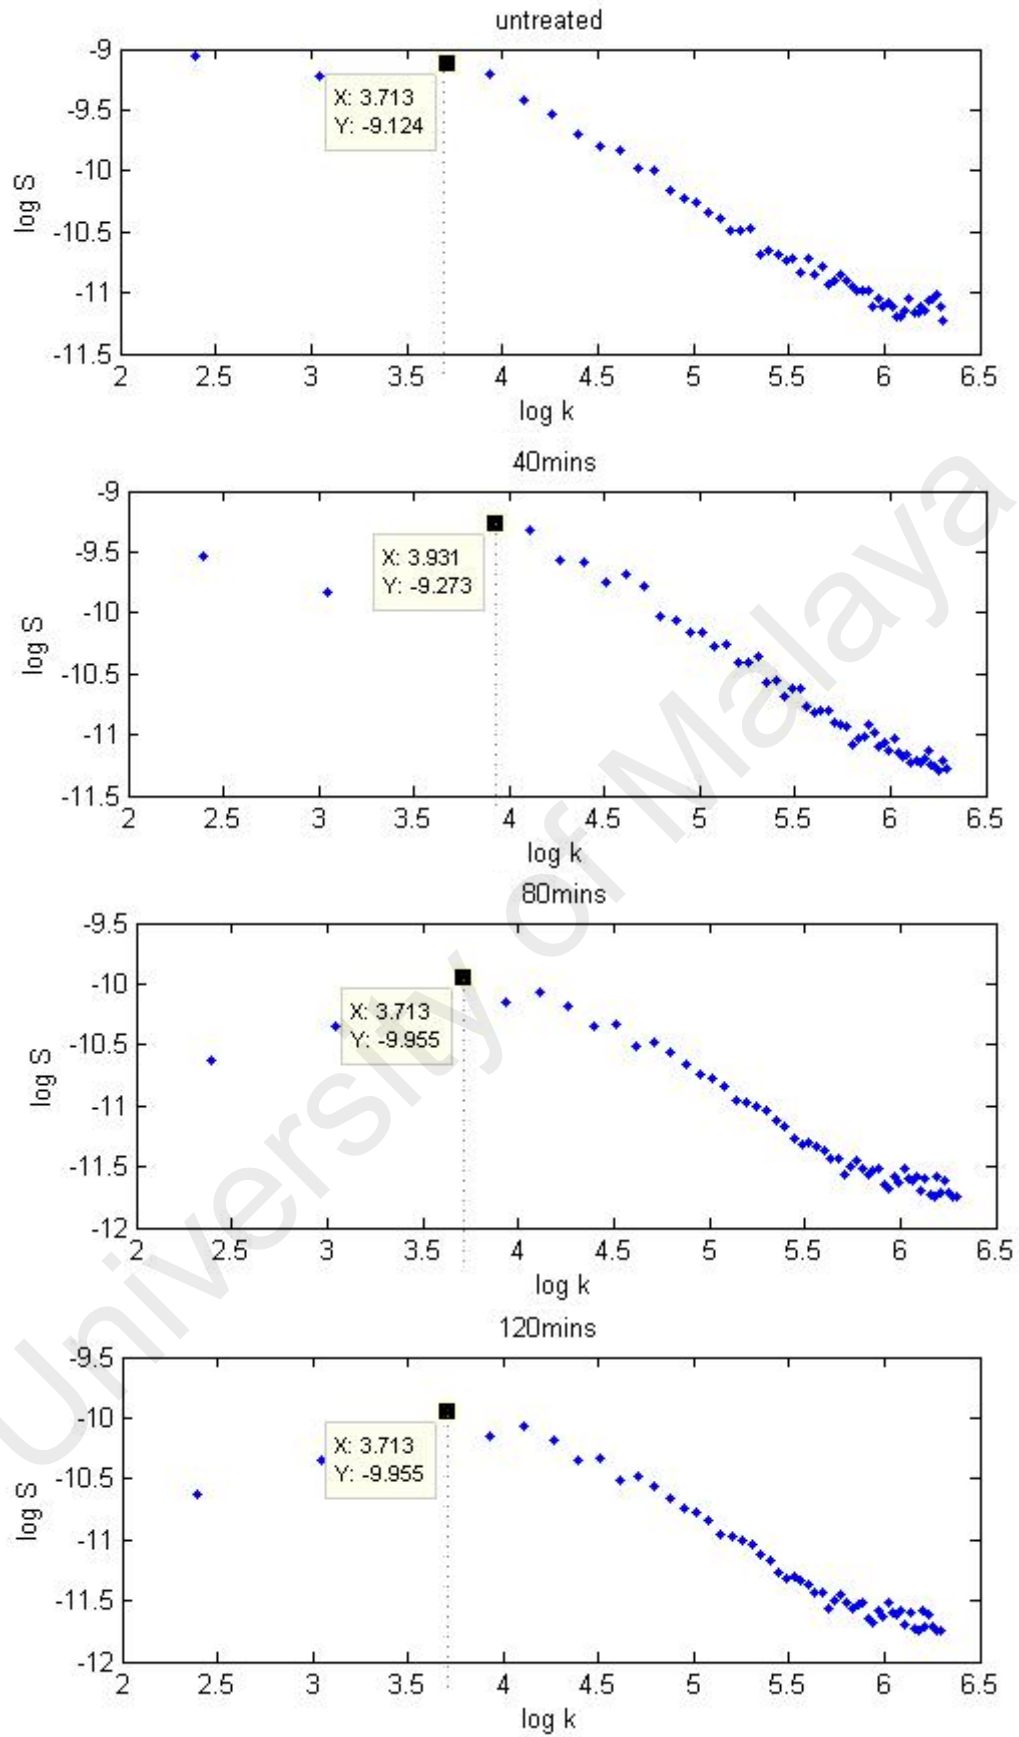 untreated
-9
-9.5
-10
-10.5
-11
-11.5
log S
X: 3.713
Y: -9.124
2 2.5 3 3.5 4 4.5 5 5.5 6 6.5
log k
40mins
-9
-9.5
-10
-10.5
-11
-11.5
log S
X: 3.931
Y: -9.273
2 2.5 3 3.5 4 4.5 5 5.5 6 6.5
log k
80mins
-9.5
-10
-10.5
-11
-11.5
-12
log S
X: 3.713
Y: -9.955
2 2.5 3 3.5 4 4.5 5 5.5 6 6.5
log k
120mins
-9.5
-10
-10.5
-11
-11.5
-12
log S
X: 3.713
Y: -9.955
2 2.5 3 3.5 4 4.5 5 5.5 6 6.5
log k
University of Malaya